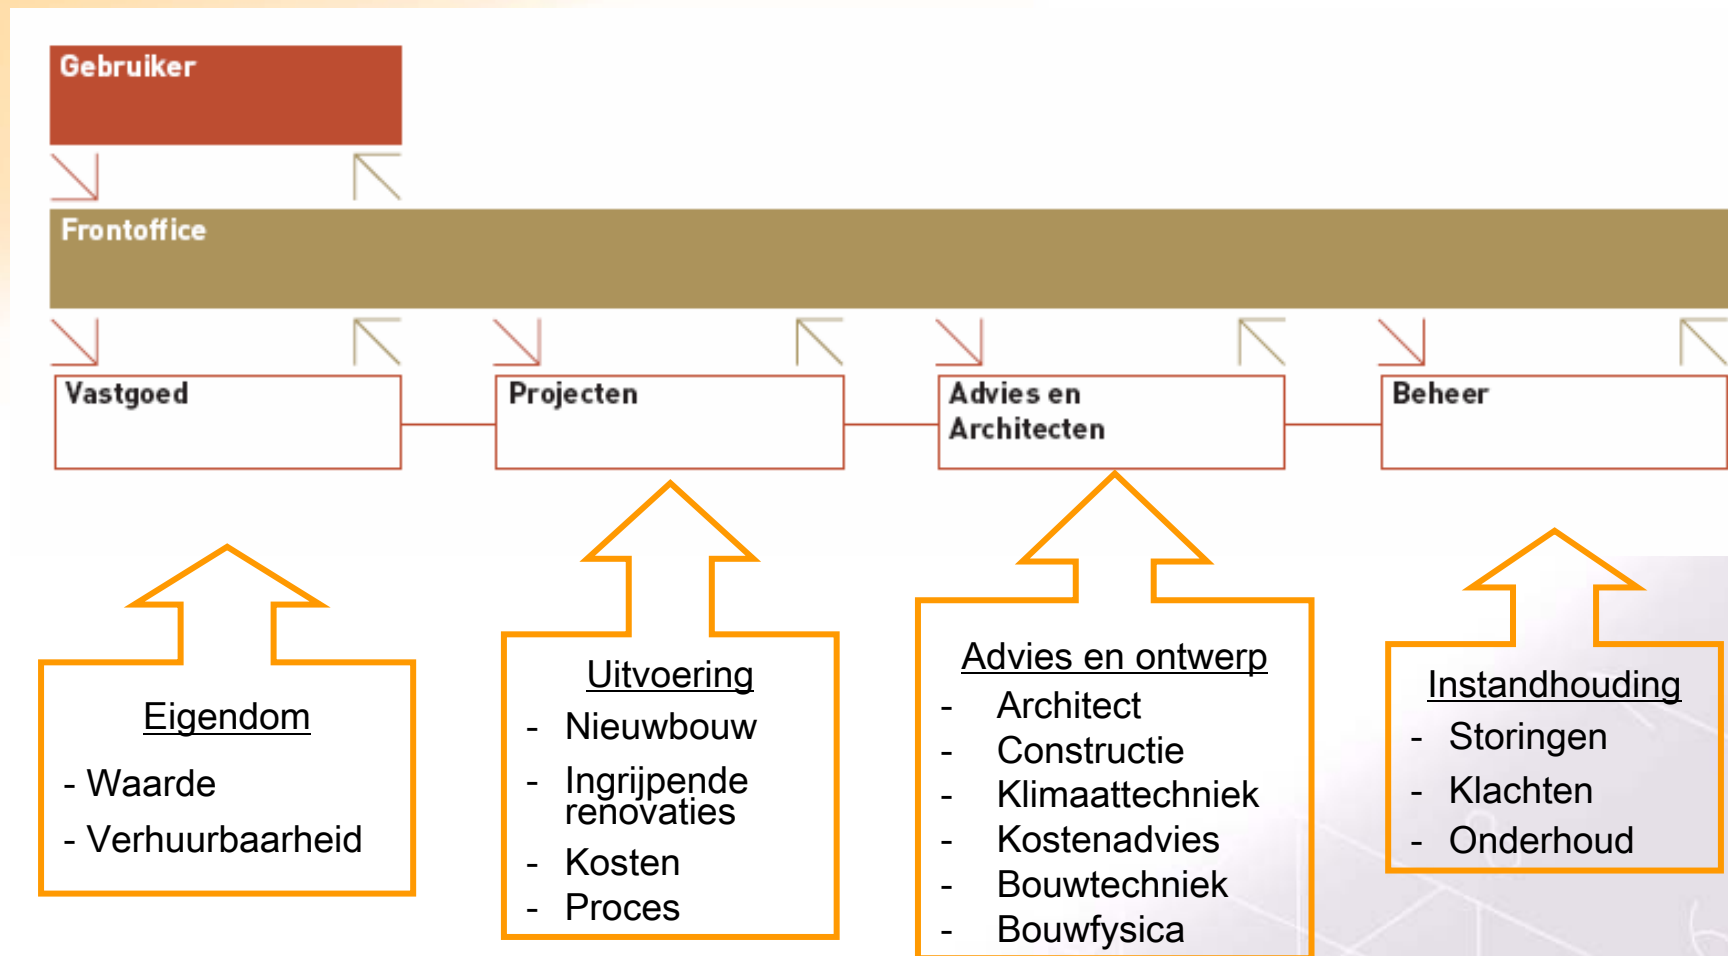 Gebruiker
Frontoffice
Vastgoed
Projecten
Advies en
Architecten
Beheer
Eigendom
- Waarde
- Verhuurbaarheid
Uitvoering
- Nieuwbouw
- Ingrijpende
renovaties
- Kosten
- Proces
Advies en ontwerp
- Architect
- Constructie
- Klimaattechniek
- Kostenadvies
- Bouwtechniek
- Bouwfysica
Instandhouding
- Storingen
- Klachten
- Onderhoud